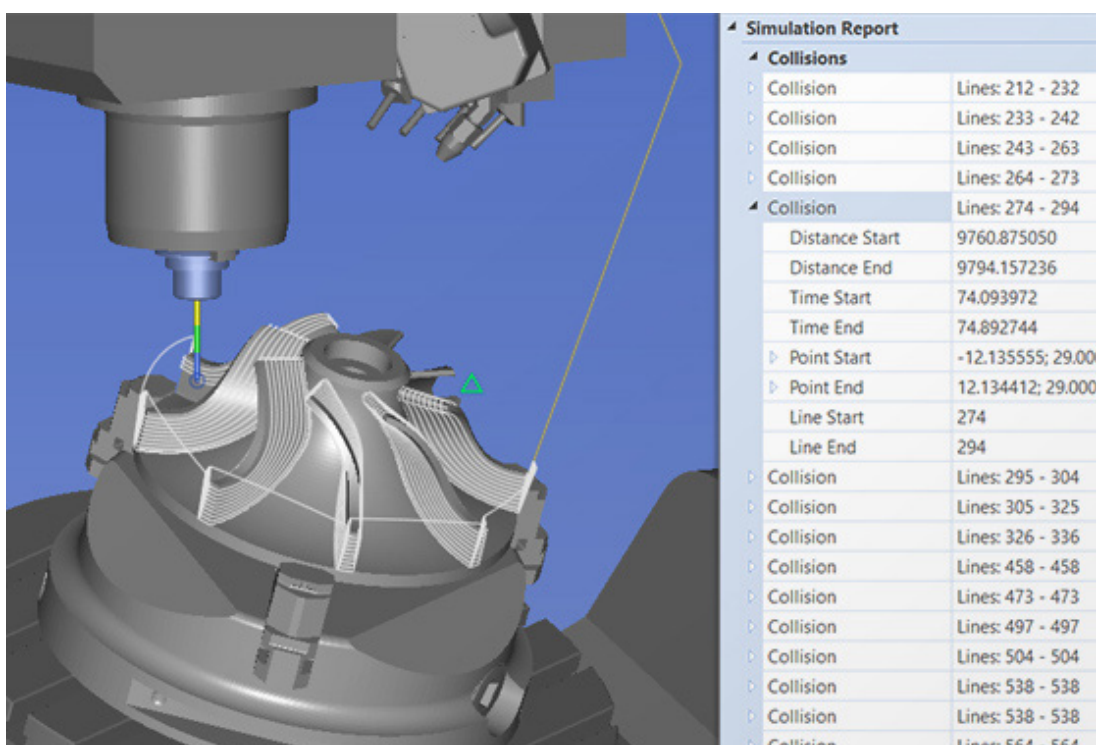 Simulation Report
Collisions
Collision Lines: 212 - 232
Collision Lines: 233 - 242
Collision Lines: 243 - 263
Collision Lines: 264 - 273
Collision Lines: 274 - 294
Distance Start 9760.875050
Distance End 9794.157236
Time Start 74.093972
Time End 74.892744
Point Start -12.135555; 29.000
Point End 12.134412; 29.000
Line Start 274
Line End 294
Collision Lines: 295 - 304
Collision Lines: 305 - 325
Collision Lines: 326 - 336
Collision Lines: 458 - 458
Collision Lines: 473 - 473
Collision Lines: 497 - 497
Collision Lines: 504 - 504
Collision Lines: 538 - 538
Collision Lines: 538 - 538
Collision Lines: 564 - 564